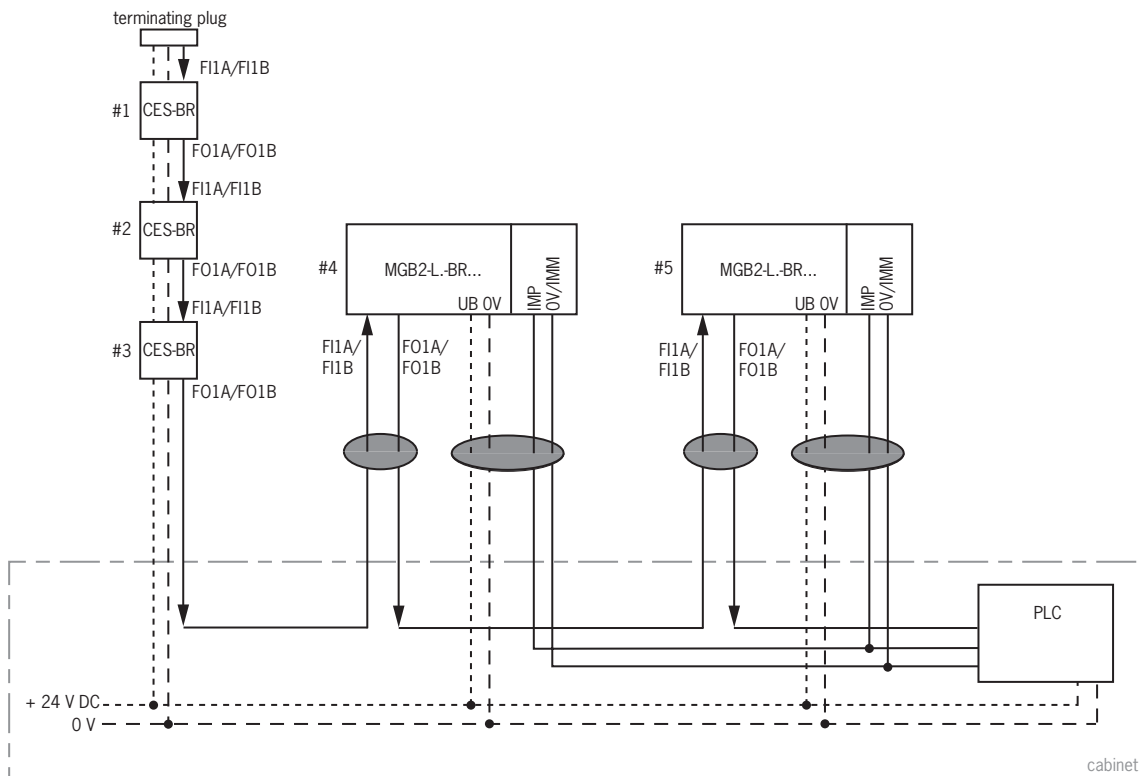 terminating plug
FI1A/FI1B
#1
CES-BR
FO1A/FO1B
FI1A/FI1B
#2
CES-BR
FO1A/FO1B
FI1A/FI1B
#3
CES-BR
FO1A/FO1B
#4
MGB2-L.-BR...
UB 0V
IMP
0V/IMM
FI1A/
FI1B
FO1A/
FO1B
#5
MGB2-L.-BR...
UB 0V
IMP
0V/IMM
FI1A/
FI1B
FO1A/
FO1B
PLC
+ 24 V DC
0 V
cabinet